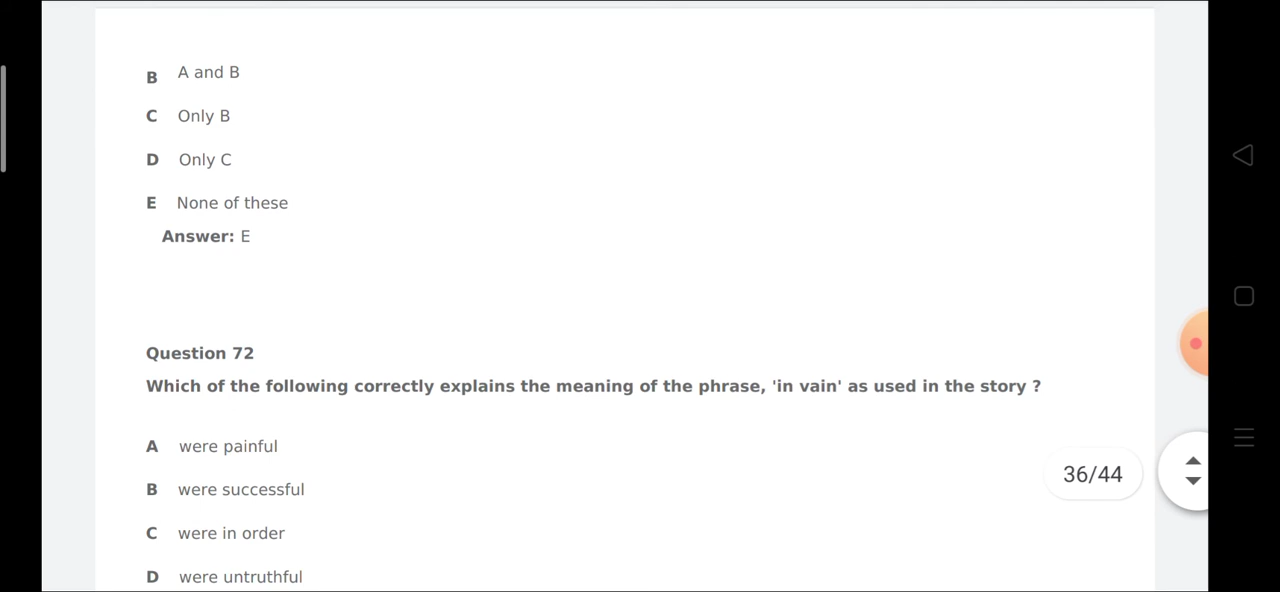 B A and B
C Only B
D Only C
E None of these
Answer: E
Question 72
Which of the following correctly explains the meaning of the phrase, 'in vain' as used in the story ?
A were painful
B were successful
36/44
C were in order
D were untruthful